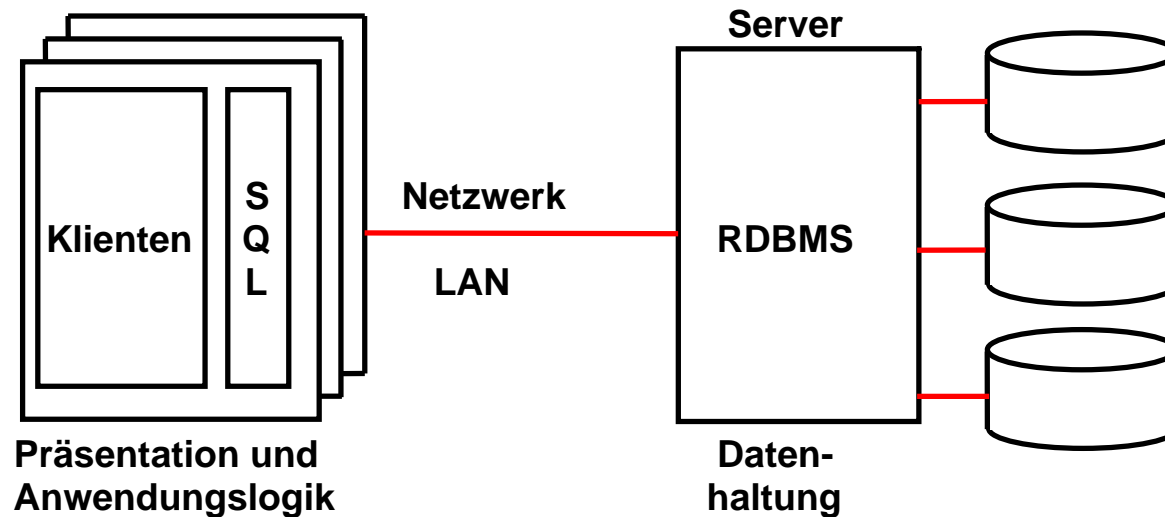 Server
Klienten
S
Q
L
Netzwerk
LAN
RDBMS
Präsentation und
Anwendungslogik
Daten-
haltung